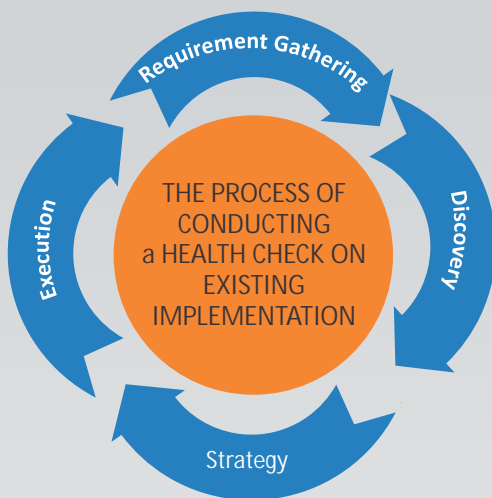 Requirement Gathering
Discovery
Strategy
Execution
THE PROCESS OF
CONDUCTING
a HEALTH CHECK ON
EXISTING
IMPLEMENTATION